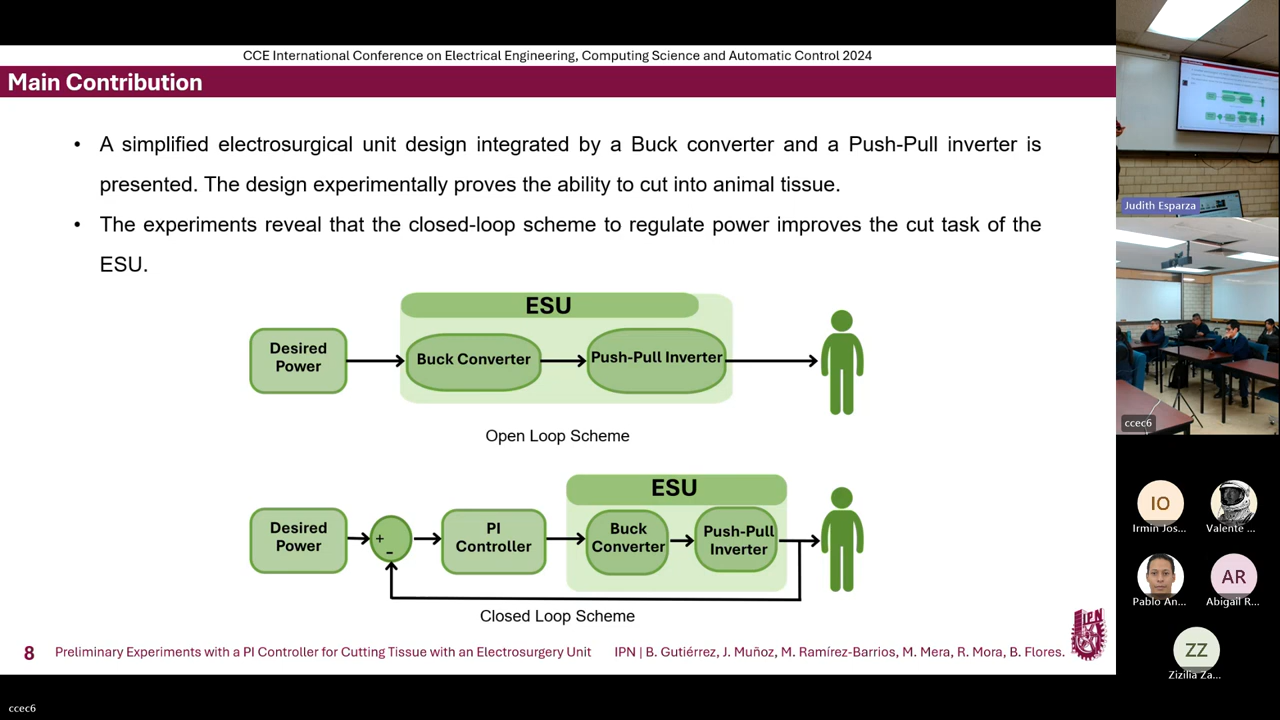 CCE International Conference on Electrical Engineering, Computing Science and Automatic Control 2024
Main Contribution
• A simplified electrosurgical unit design integrated by a Buck converter and a Push-Pull inverter is
presented. The design experimentally proves the ability to cut into animal tissue.
• The experiments reveal that the closed-loop scheme to regulate power improves the cut task of the
ESU.
ESU
Desired
Power
Buck Converter
Push-Pull Inverter
Open Loop Scheme
ESU
Desired
Power
+
-
PI
Controller
Buck
Converter
Push-Pull
Inverter
Closed Loop Scheme
IPN
8 Preliminary Experiments with a PI Controller for Cutting Tissue with an Electrosurgery Unit IPN | B. Gutiérrez, J. Muñoz, M. Ramírez-Barrios, M. Mera, R. Mora, B. Flores.
ccec6
Judith Esparza
ccec6
IO
Irmin Jos...
Valente ...
Pablo An...
AR
Abigail R...
ZZ
Zizilia Za...